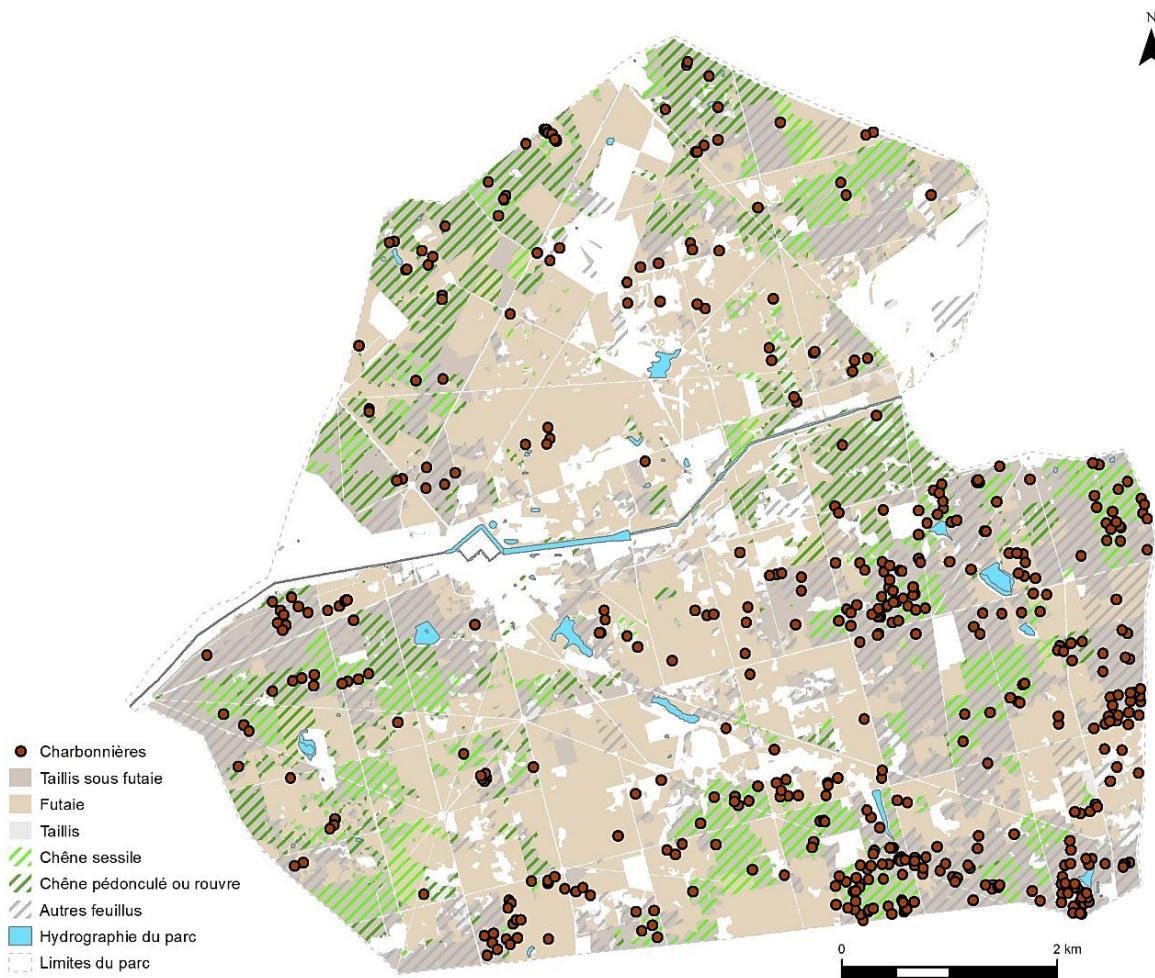 N
Charbonnières
Taillis sous futaie
Futaie
Taillis
Chêne sessile
Chêne pédonculé ou rouvre
Autres feuillus
Hydrographie du parc
Limites du parc
0 2 km